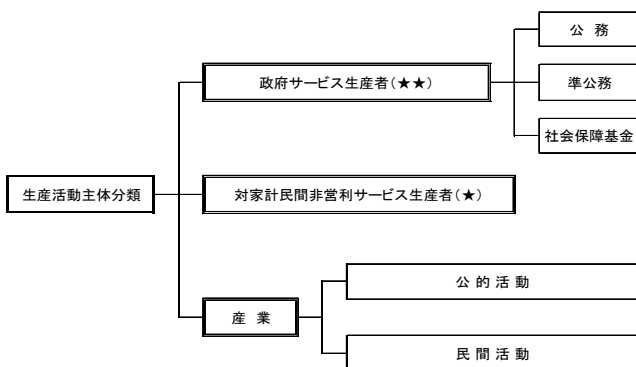 公 務
政府サービス生産者(★★)
準公務
社会保障基金
生産活動主体分類
対家計民間非営利サービス生産者(★)
公 的 活 動
産 業
民 間 活 動